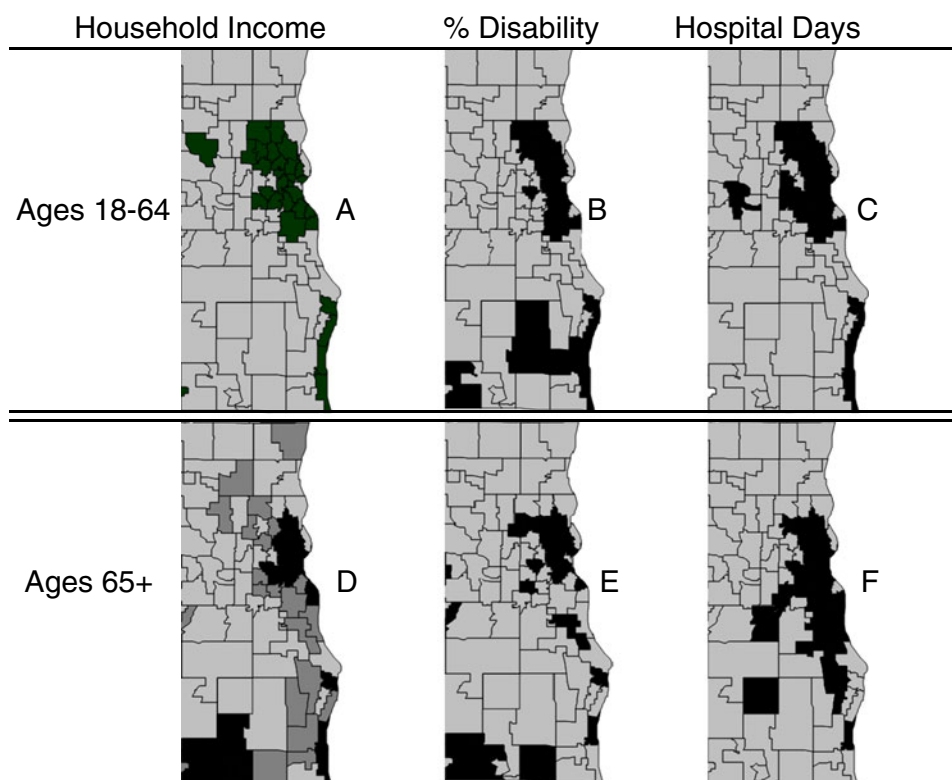 Household Income % Disability Hospital Days
Ages 18-64 A B C
Ages 65+ D E F